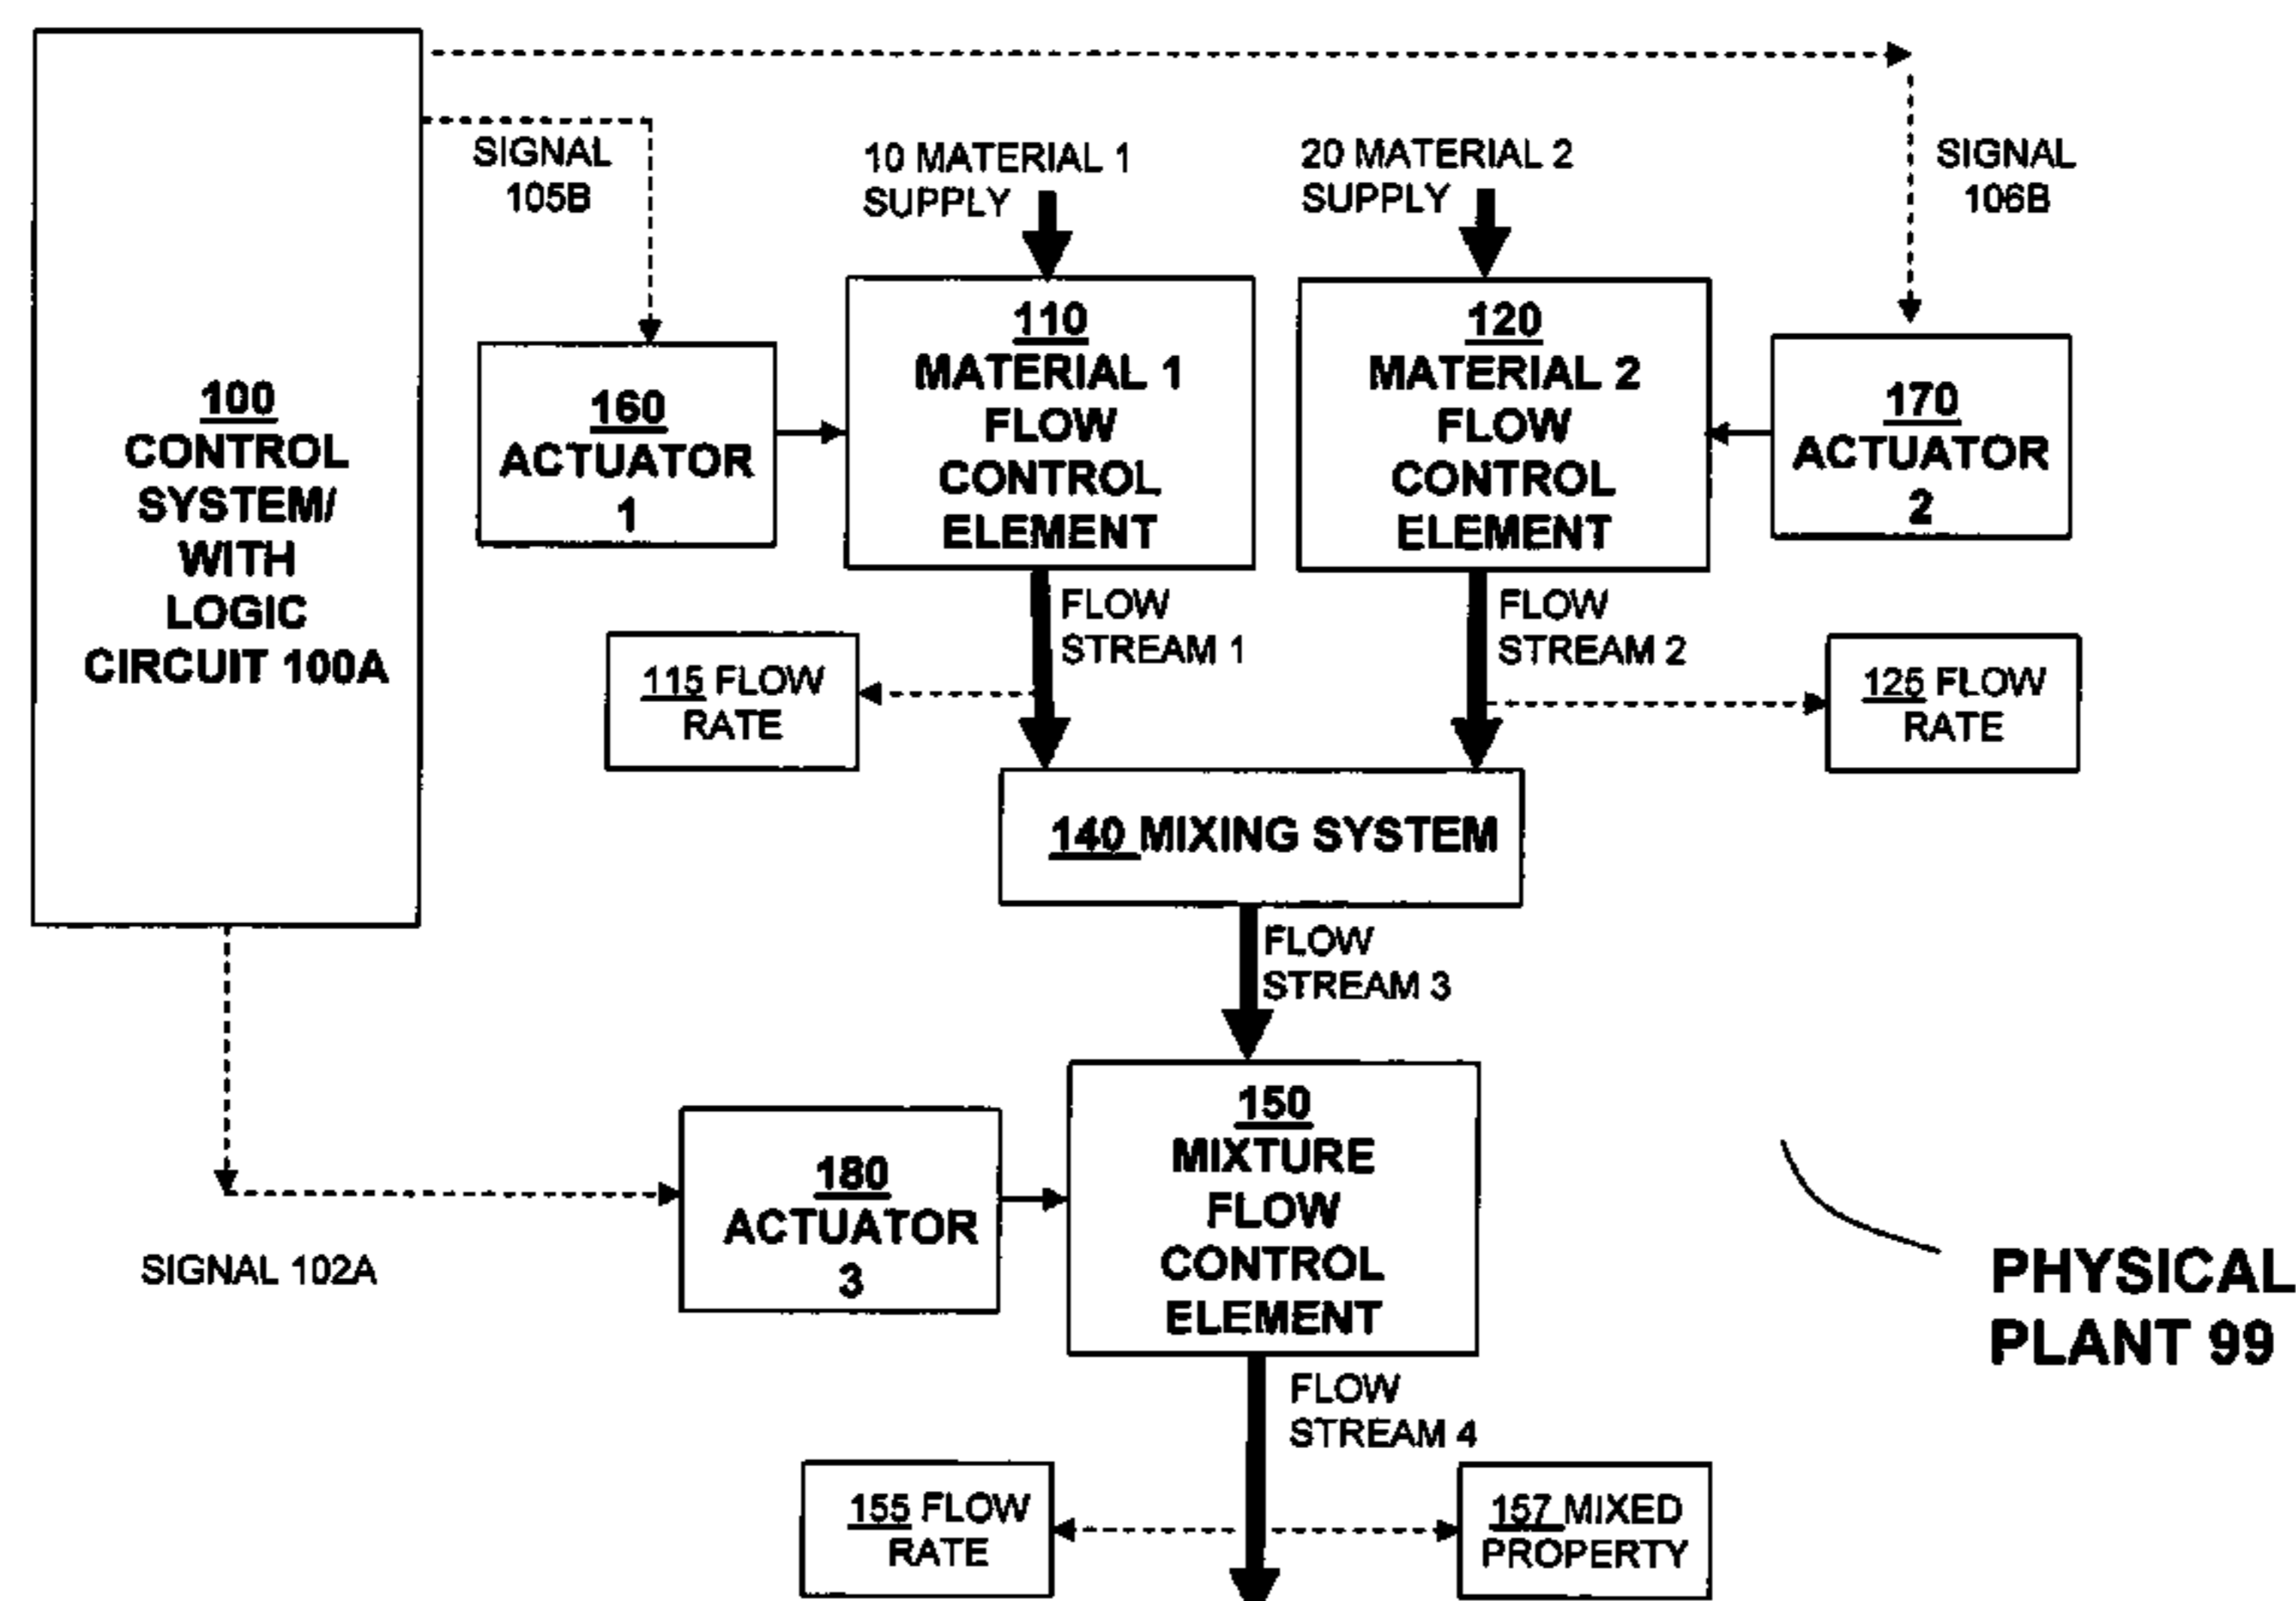 SIGNAL
105B
10 MATERIAL 1
SUPPLY
20 MATERIAL 2
SUPPLY
SIGNAL
106B
100
CONTROL
SYSTEM/
WITH
LOGIC
CIRCUIT 100A
160
ACTUATOR
1
110
MATERIAL 1
FLOW
CONTROL
ELEMENT
120
MATERIAL 2
FLOW
CONTROL
ELEMENT
170
ACTUATOR
2
FLOW
STREAM 1
FLOW
STREAM 2
115 FLOW
RATE
125 FLOW
RATE
140 MIXING SYSTEM
FLOW
STREAM 3
SIGNAL 102A
180
ACTUATOR
3
150
MIXTURE
FLOW
CONTROL
ELEMENT
PHYSICAL
PLANT 99
FLOW
STREAM 4
155 FLOW
RATE
157 MIXED
PROPERTY